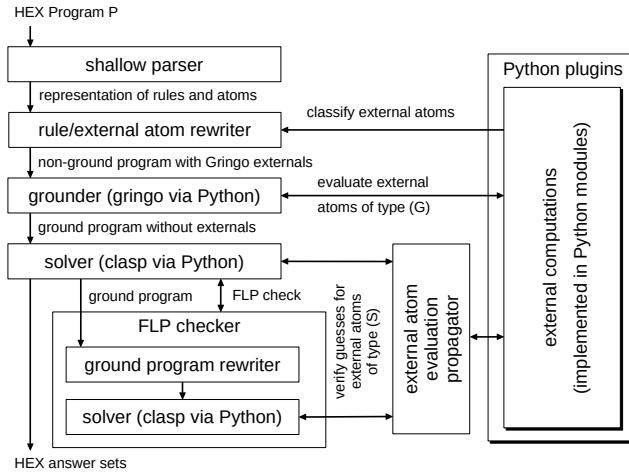 HEX Program P
shallow parser
representation of rules and atoms
rule/external atom rewriter
non-ground program with Gringo externals
grounder (gringo via Python)
ground program without externals
solver (clasp via Python)
ground program
FLP check
FLP checker
ground program rewriter
solver (clasp via Python)
HEX answer sets
classify external atoms
evaluate external
atoms of type (G)
verify guesses for
external atoms
of type (S)
external atom
evaluation
propagator
Python plugins
external computations
(implemented in Python modules)